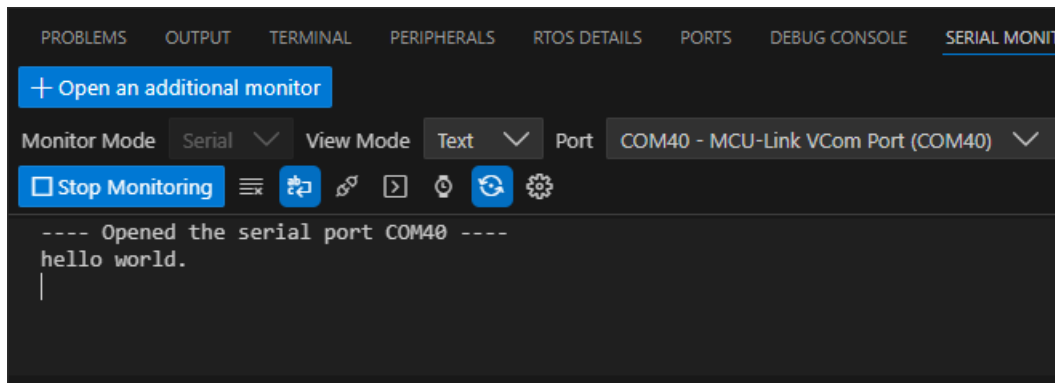 PROBLEMS OUTPUT TERMINAL PERIPHERALS RTOS DETAILS PORTS DEBUG CONSOLE SERIAL MONIT
+ Open an additional monitor
Monitor Mode Serial View Mode Text Port COM40 - MCU-Link VCom Port (COM40)
Stop Monitoring
---- Opened the serial port COM40 ----
hello world.